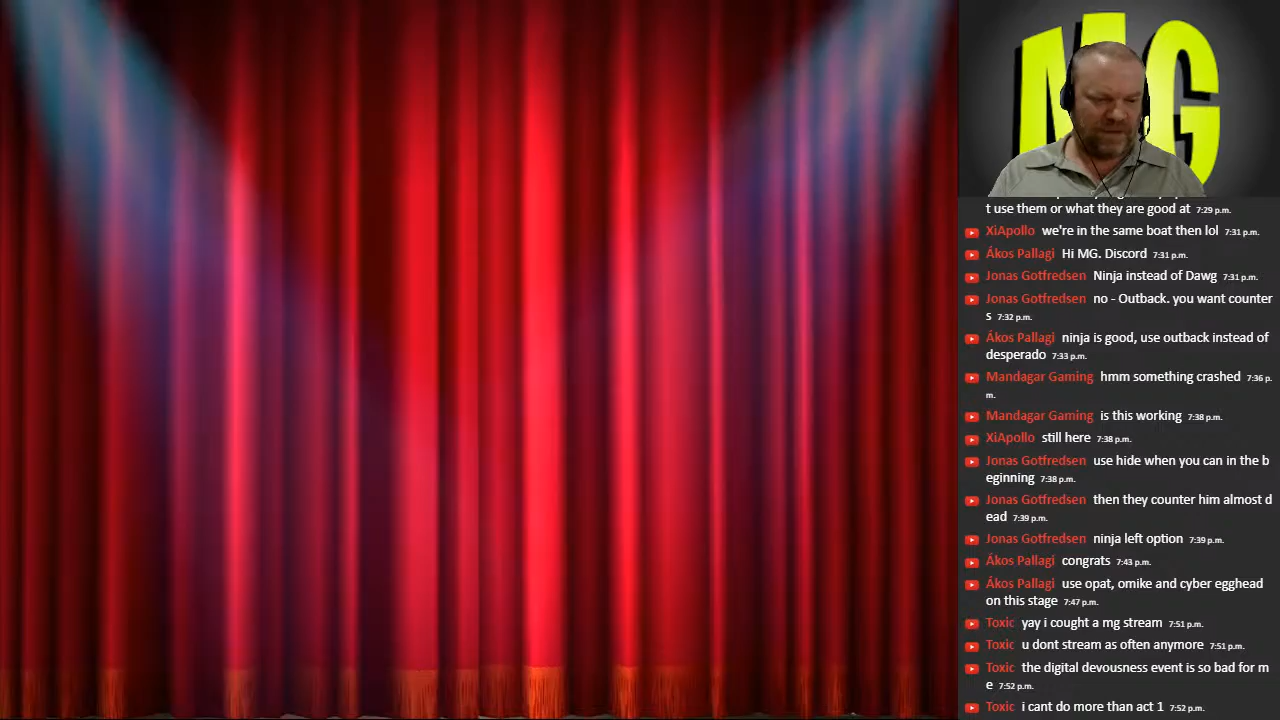 MG
t use them or what they are good at 7:29 p.m.
XiApollo we're in the same boat then lol 7:31 p.m.
Ákos Pallagi Hi MG. Discord 7:31 p.m.
Jonas Gotfredsen Ninja instead of Dawg 7:31 p.m.
Jonas Gotfredsen no - Outback. you want counter
s 7:32 p.m.
Ákos Pallagi ninja is good, use outback instead of
desperado 7:33 p.m.
Mandagar Gaming hmm something crashed 7:36 p.
m.
Mandagar Gaming is this working 7:38 p.m.
XiApollo still here 7:38 p.m.
Jonas Gotfredsen use hide when you can in the b
eginning 7:38 p.m.
Jonas Gotfredsen then they counter him almost d
ead 7:39 p.m.
Jonas Gotfredsen ninja left option 7:39 p.m.
Ákos Pallagi congrats 7:43 p.m.
Ákos Pallagi use opat, omike and cyber egghead
on this stage 7:47 p.m.
Toxic yay i cought a mg stream 7:51 p.m.
Toxic u dont stream as often anymore 7:51 p.m.
Toxic the digital devousness event is so bad for m
e 7:52 p.m.
Toxic i cant do more than act 1 7:52 p.m.